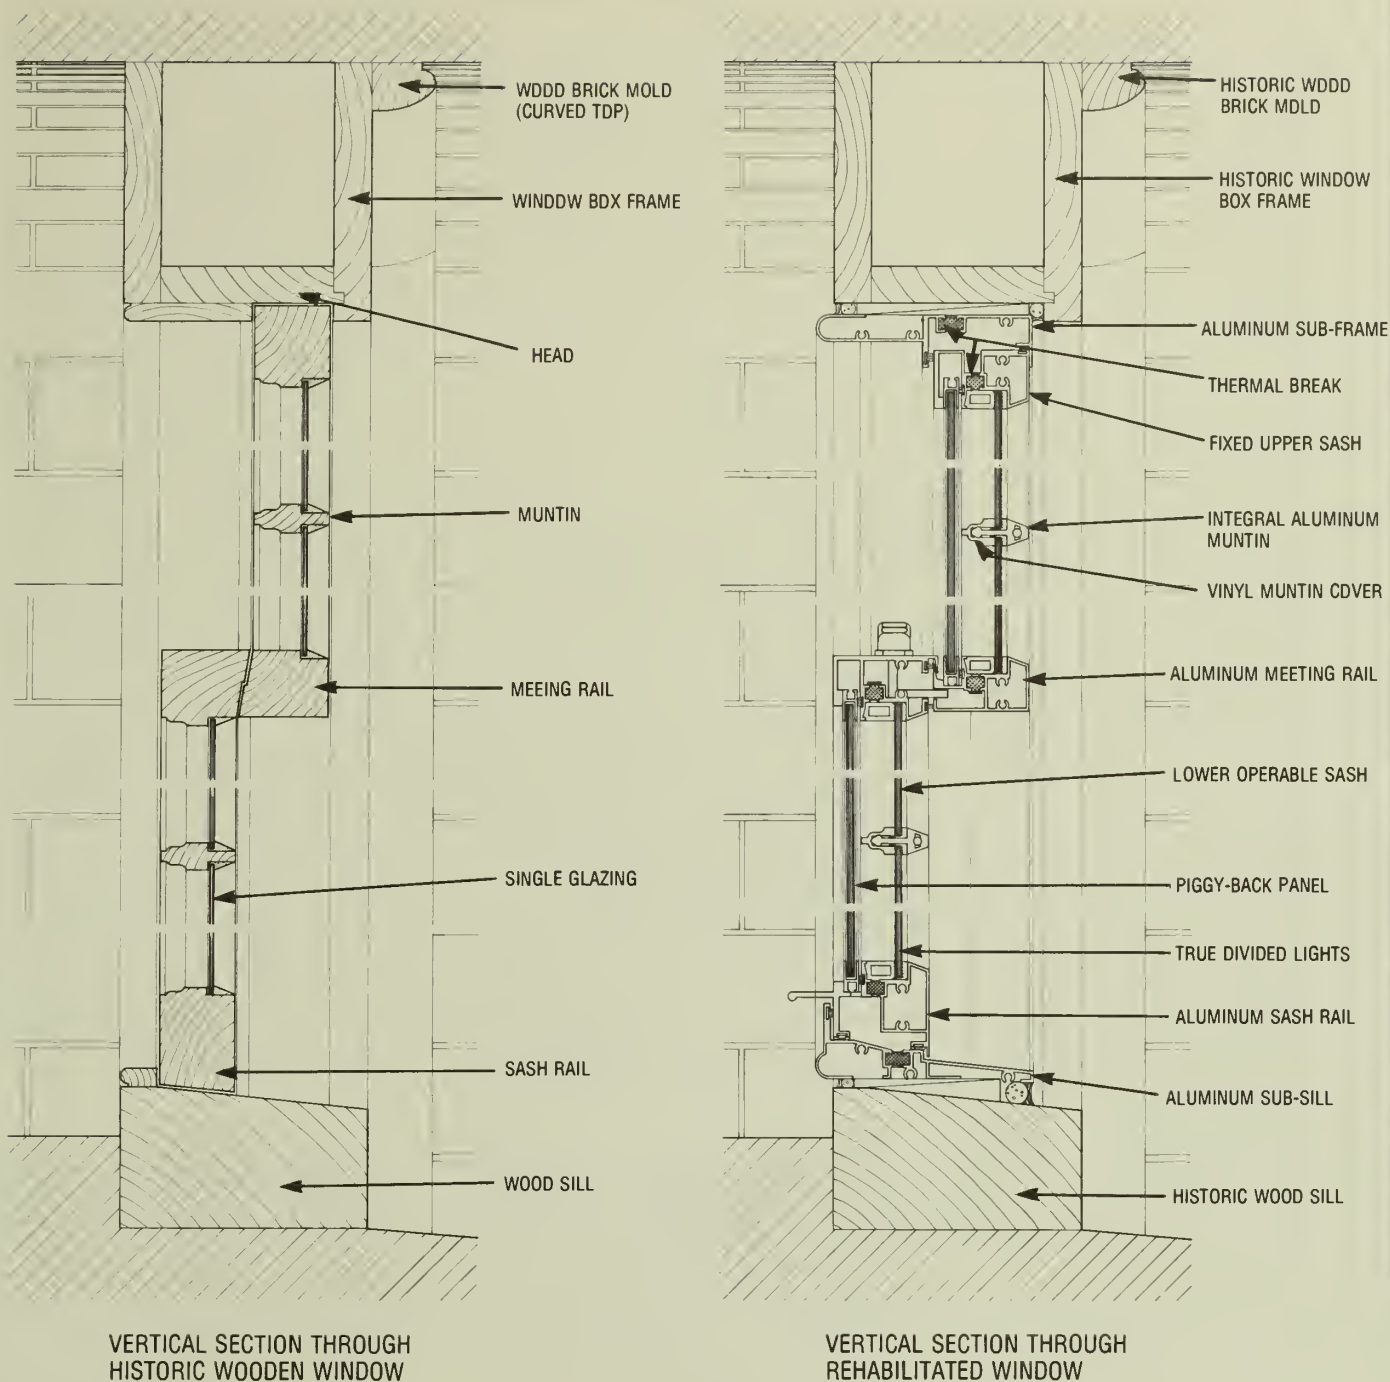 WDDD BRICK MOLD
(CURVED TDP)
WINDDW BDX FRAME
HEAD
MUNTIN
MEEING RAIL
SINGLE GLAZING
SASH RAIL
WOOD SILL
VERTICAL SECTION THROUGH
HISTORIC WOODEN WINDOW
HISTORIC WDDD
BRICK MDLD
HISTORIC WINDOW
BOX FRAME
ALUMINUM SUB-FRAME
THERMAL BREAK
FIXED UPPER SASH
INTEGRAL ALUMINUM
MUNTIN
VINYL MUNTIN CDVER
ALUMINUM MEETING RAIL
LOWER OPERABLE SASH
PIGGY-BACK PANEL
TRUE DIVIDED LIGHTS
ALUMINUM SASH RAIL
ALUMINUM SUB-SILL
HISTORIC WOOD SILL
VERTICAL SECTION THROUGH
REHABILITATED WINDOW